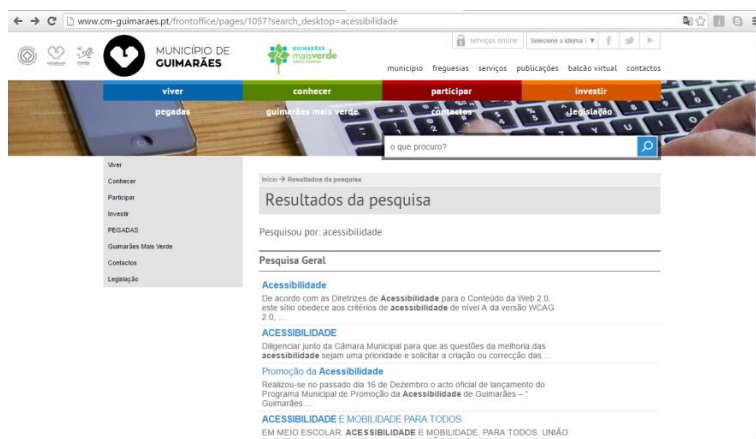 www.cm-guimaraes.pt/frontoffice/pages/1057?search_desktop=acessibilidade
MUNICÍPIO DE
GUIMARÃES
GUIMARÃES
maisverde
serviços online
Selecione o idioma
município freguesias serviços publicações balcão virtual contactos
viver conhecer participar investir
pegadas guimarães mais verde contactos legislação
o que procuro?
Viver
Conhecer
Participar
Investir
PEGADAS
Guimarães Mais Verde
Contactos
Legislação
Início → Resultados da pesquisa
Resultados da pesquisa
Pesquisou por: acessibilidade
Pesquisa Geral
Acessibilidade
De acordo com as Diretrizes de Acessibilidade para o Conteúdo da Web 2.0,
este sítio obedece aos critérios de acessibilidade de nível A da versão WCAG
2.0, ...
ACESSIBILIDADE
Diligenciar junto da Câmara Municipal para que as questões da melhoria das
acessibilidade sejam uma prioridade e solicitar a criação ou correcção das ...
Promoção da Acessibilidade
Realizou-se no passado dia 16 de Dezembro o acto oficial de lançamento do
Programa Municipal de Promoção da Acessibilidade de Guimarães – "
Guimarães ...
ACESSIBILIDADE E MOBILIDADE PARA TODOS
EM MEIO ESCOLAR. ACESSIBILIDADE E MOBILIDADE. PARA TODOS. UNIÃO